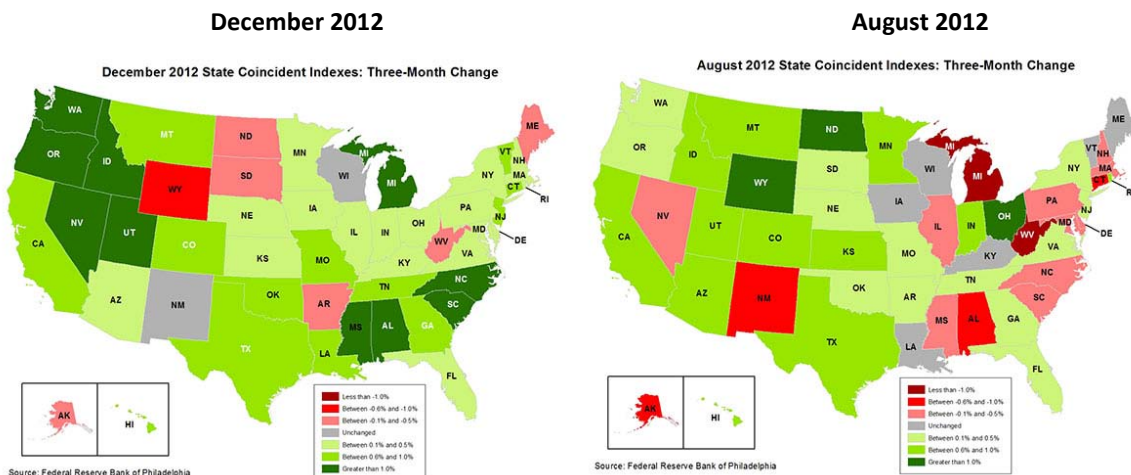 December 2012
December 2012 State Coincident Indexes: Three-Month Change
WA
MT
ND
ME
OR
ID
MN
VT
NH
WY
SD
WI
MI
MI
NY
MA
CT
RI
NV
UT
NE
IA
PA
NJ
CA
CO
IL
IN
OH
MD
DE
KS
MO
WV
VA
KY
AZ
NM
OK
TN
NC
AR
SC
TX
MS
AL
GA
LA
FL
AK
HI
Less than -1.0%
Between -0.6% and -1.0%
Between -0.1% and -0.5%
Unchanged
Between 0.1% and 0.5%
Between 0.6% and 1.0%
Greater than 1.0%
Source: Federal Reserve Bank of Philadelphia
August 2012
August 2012 State Coincident Indexes: Three-Month Change
WA
MT
ND
ME
OR
ID
MN
VT
NH
WY
SD
WI
MI
MI
NY
MA
CT
NV
UT
NE
IA
PA
NJ
CA
CO
IL
IN
OH
MD
DE
KS
MO
WV
VA
KY
AZ
NM
OK
TN
NC
AR
SC
TX
MS
AL
GA
LA
FL
AK
HI
Less than -1.0%
Between -0.6% and -1.0%
Between -0.1% and -0.5%
Unchanged
Between 0.1% and 0.5%
Between 0.6% and 1.0%
Greater than 1.0%
Source: Federal Reserve Bank of Philadelphia